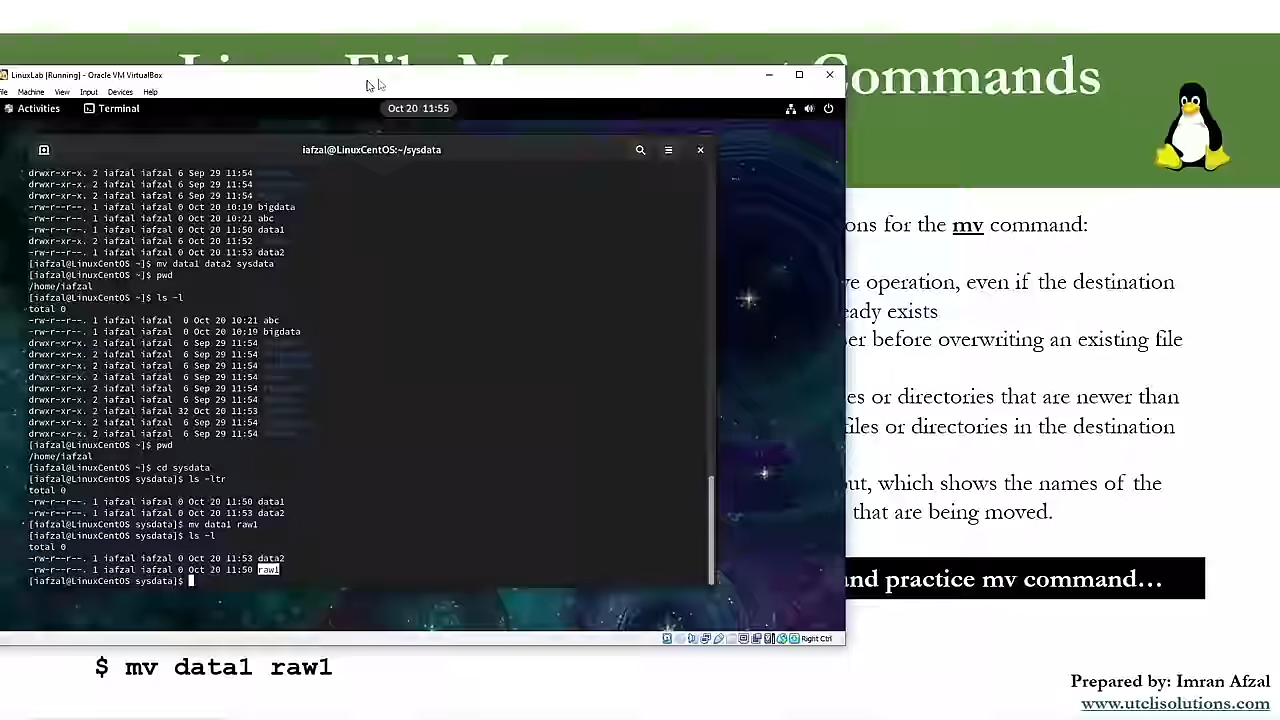 Commands
LinuxLab [Running] - Oracle VM VirtualBox
Machine View Input Devices Help
Activities Terminal Oct 20 11:55
iafzal@LinuxCentOS:~/sysdata
drwxr-xr-x. 2 iafzal iafzal 6 Sep 29 11:54
drwxr-xr-x. 2 iafzal iafzal 6 Sep 29 11:54
drwxr-xr-x. 2 iafzal iafzal 6 Sep 29 11:54
-rw-r--r--. 1 iafzal iafzal 0 Oct 20 10:19 bigdata
-rw-r--r--. 1 iafzal iafzal 0 Oct 20 10:21 abc
-rw-r--r--. 1 iafzal iafzal 0 Oct 20 11:50 data1
drwxr-xr-x. 2 iafzal iafzal 6 Oct 20 11:52
-rw-r--r--. 1 iafzal iafzal 0 Oct 20 11:53 data2
[iafzal@LinuxCentOS ~]$ mv data1 data2 sysdata
[iafzal@LinuxCentOS ~]$ pwd
/home/iafzal
[iafzal@LinuxCentOS ~]$ ls -l
total 0
-rw-r--r--. 1 iafzal iafzal 0 Oct 20 10:21 abc
-rw-r--r--. 1 iafzal iafzal 0 Oct 20 10:19 bigdata
drwxr-xr-x. 2 iafzal iafzal 6 Sep 29 11:54
drwxr-xr-x. 2 iafzal iafzal 6 Sep 29 11:54
drwxr-xr-x. 2 iafzal iafzal 6 Sep 29 11:54
drwxr-xr-x. 2 iafzal iafzal 6 Sep 29 11:54
drwxr-xr-x. 2 iafzal iafzal 6 Sep 29 11:54
drwxr-xr-x. 2 iafzal iafzal 6 Sep 29 11:54
drwxr-xr-x. 2 iafzal iafzal 32 Oct 20 11:53
drwxr-xr-x. 2 iafzal iafzal 6 Sep 29 11:54
drwxr-xr-x. 2 iafzal iafzal 6 Sep 29 11:54
[iafzal@LinuxCentOS ~]$ pwd
/home/iafzal
[iafzal@LinuxCentOS ~]$ cd sysdata
[iafzal@LinuxCentOS sysdata]$ ls -ltr
total 0
-rw-r--r--. 1 iafzal iafzal 0 Oct 20 11:50 data1
-rw-r--r--. 1 iafzal iafzal 0 Oct 20 11:53 data2
[iafzal@LinuxCentOS sysdata]$ mv data1 raw1
[iafzal@LinuxCentOS sysdata]$ ls -l
total 0
-rw-r--r--. 1 iafzal iafzal 0 Oct 20 11:53 data2
-rw-r--r--. 1 iafzal iafzal 0 Oct 20 11:50 raw1
[iafzal@LinuxCentOS sysdata]$
Right Ctrl
ons for the mv command:
operation, even if the destination
eady exists
er before overwriting an existing file
es or directories that are newer than
files or directories in the destination
out, which shows the names of the
that are being moved.
and practice mv command…
$ mv data1 raw1
Prepared by: Imran Afzal
www.utclisolutions.com